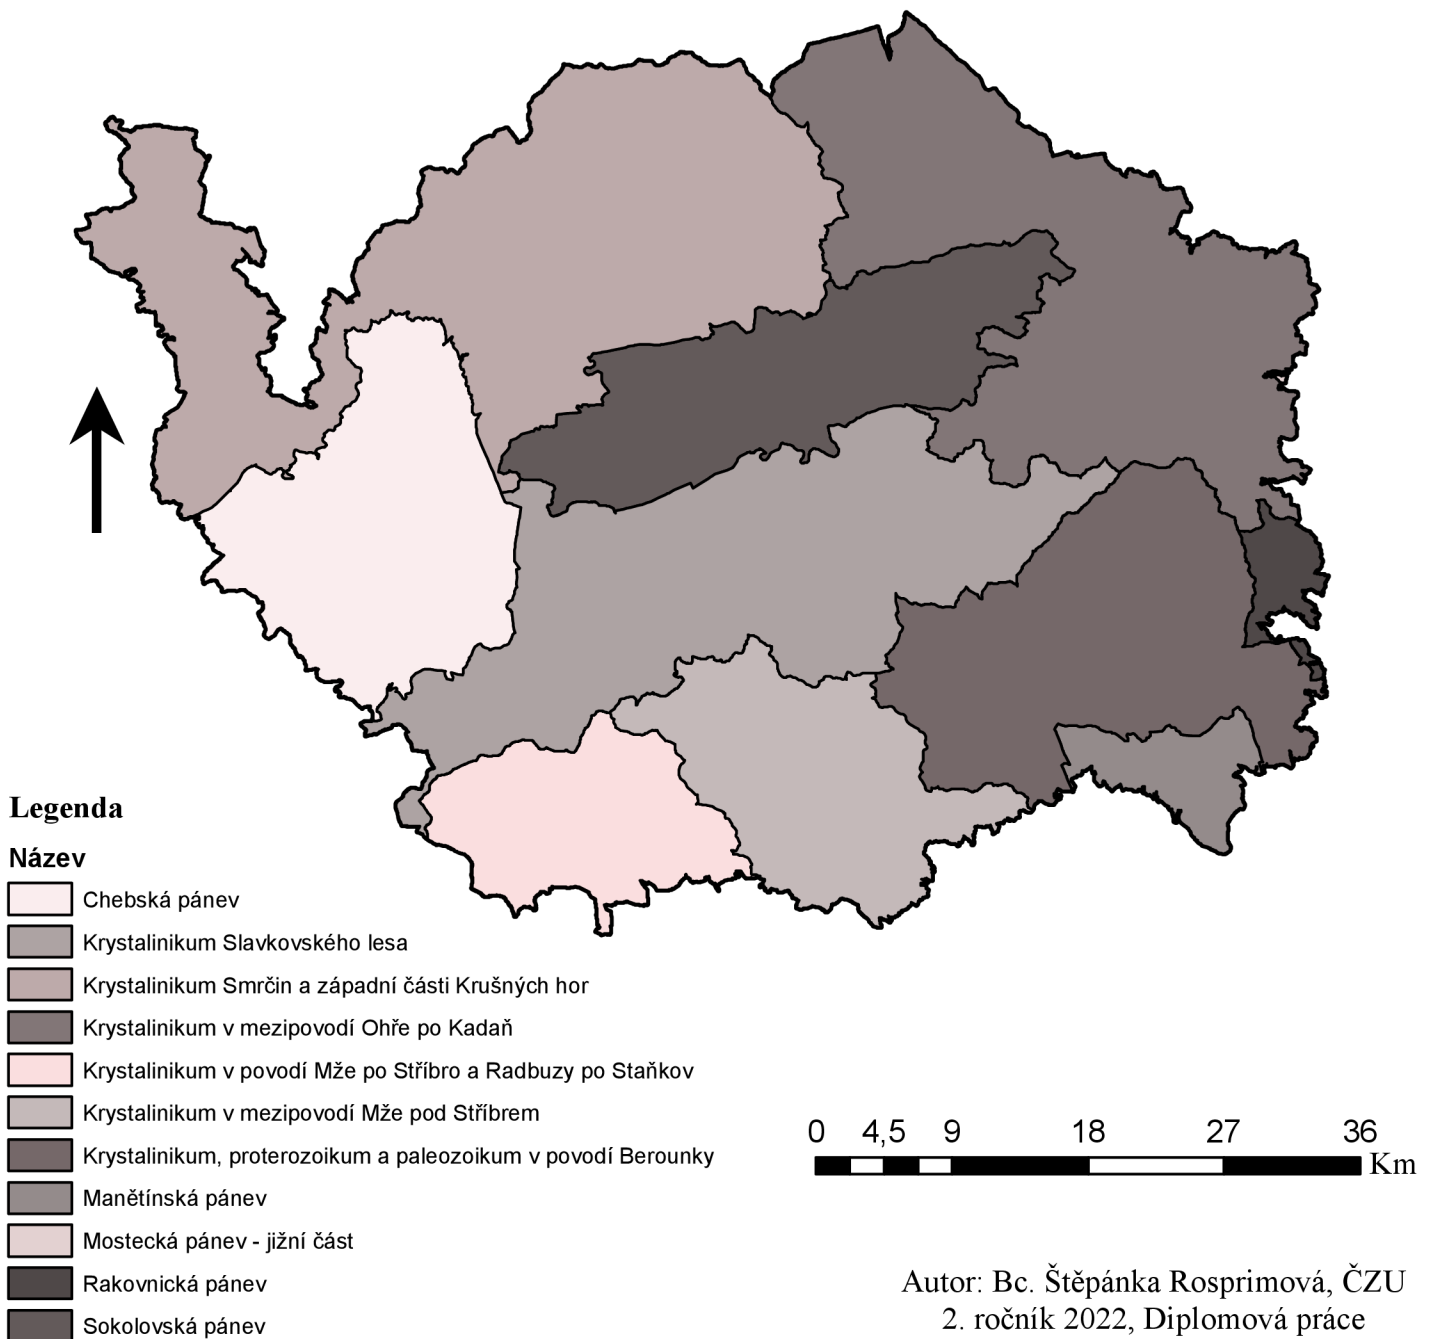 Legenda
Název
Chebská pánev
Krystalinikum Slavkovského lesa
Krystalinikum Smrčin a západní části Krušných hor
Krystalinikum v mezipovodí Ohře po Kadaň
Krystalinikum v povodí Mže po Stříbro a Radbuzy po Staňkov
Krystalinikum v mezipovodí Mže pod Stříbrem
Krystalinikum, proterozoikum a paleozoikum v povodí Berounky
Manětínská pánev
Mostecká pánev - jižní část
Rakovnická pánev
Sokolovská pánev
0 4,5 9 18 27 36
Km
Autor: Bc. Štěpánka Rosprimová, ČZU
2. ročník 2022, Diplomová práce